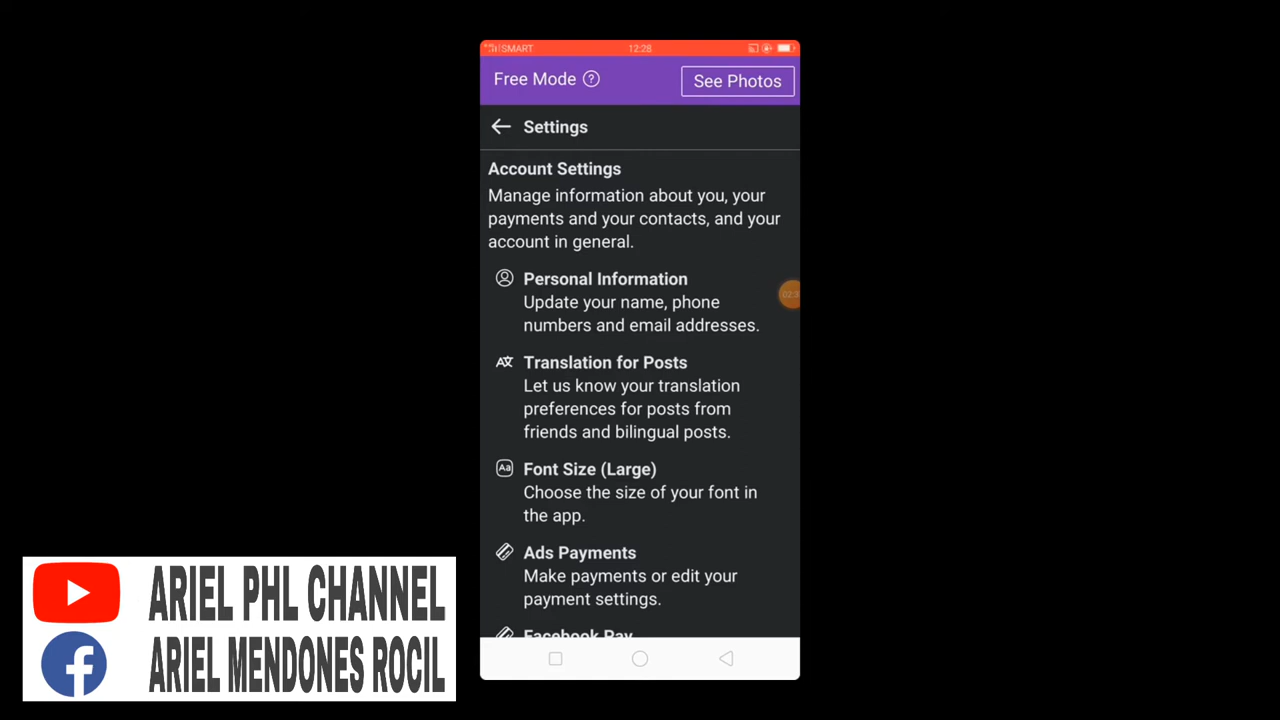 SMART 12:28
Free Mode ? See Photos
Settings
Account Settings
Manage information about you, your
payments and your contacts, and your
account in general.
Personal Information
Update your name, phone
numbers and email addresses.
Translation for Posts
Let us know your translation
preferences for posts from
friends and bilingual posts.
Aa Font Size (Large)
Choose the size of your font in
the app.
Ads Payments
Make payments or edit your
payment settings.
Facebook Pay
ARIEL PHL CHANNEL
ARIEL MENDONES ROCIL